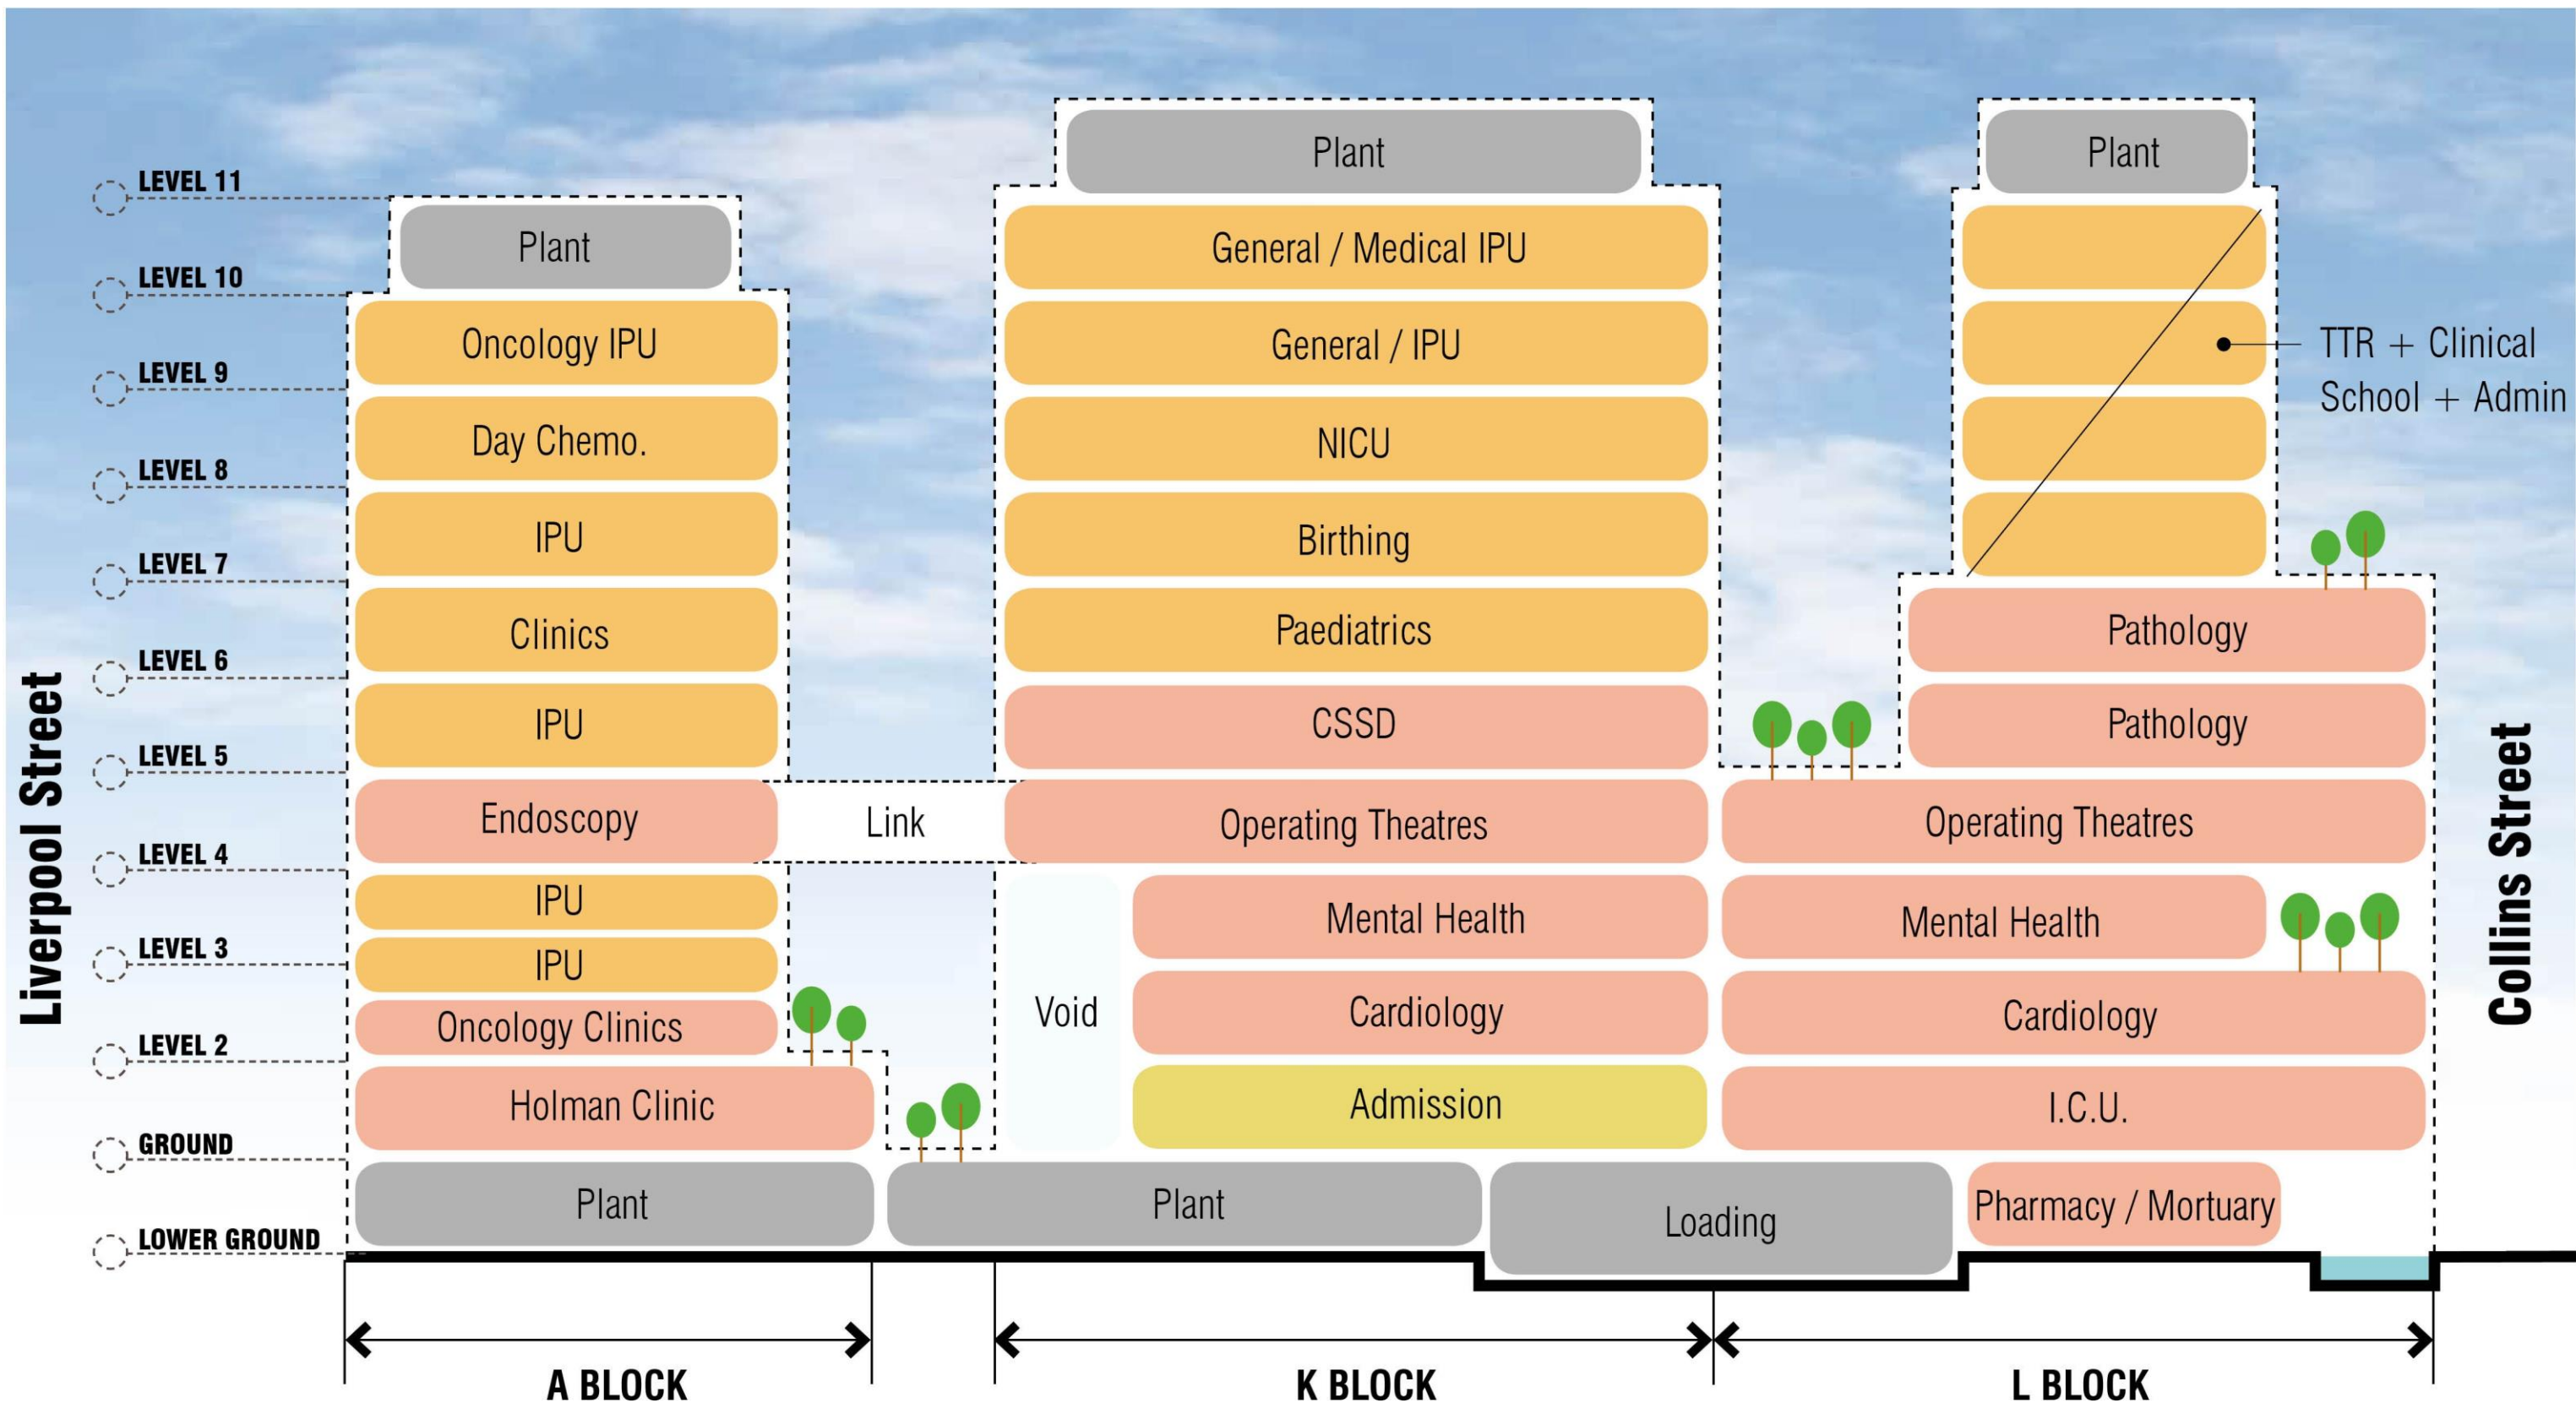 Plant
Plant
LEVEL 11
Plant
General / Medical IPU
LEVEL 10
Oncology IPU
General / IPU
TTR + Clinical
School + Admin
LEVEL 9
Day Chemo.
NICU
LEVEL 8
IPU
Birthing
LEVEL 7
Clinics
Paediatrics
Pathology
LEVEL 6
IPU
CSSD
Pathology
LEVEL 5
Endoscopy
Link
Operating Theatres
Operating Theatres
LEVEL 4
IPU
Mental Health
Mental Health
LEVEL 3
IPU
Void
Cardiology
Cardiology
Oncology Clinics
LEVEL 2
Holman Clinic
Admission
I.C.U.
GROUND
Plant
Plant
Loading
Pharmacy / Mortuary
LOWER GROUND
Liverpool Street
Collins Street
A BLOCK
K BLOCK
L BLOCK